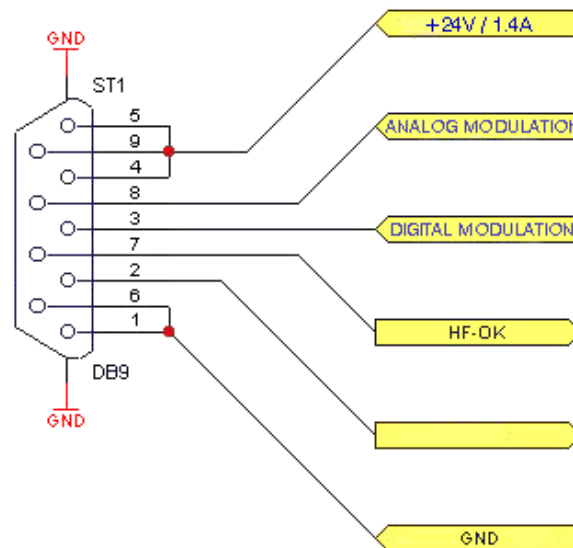 GND
ST1
+24V / 1.4A
5
9
4
ANALOG MODULATION
8
3
DIGITAL MODULATION
7
2
6
HF-OK
1
DB9
GND
GND